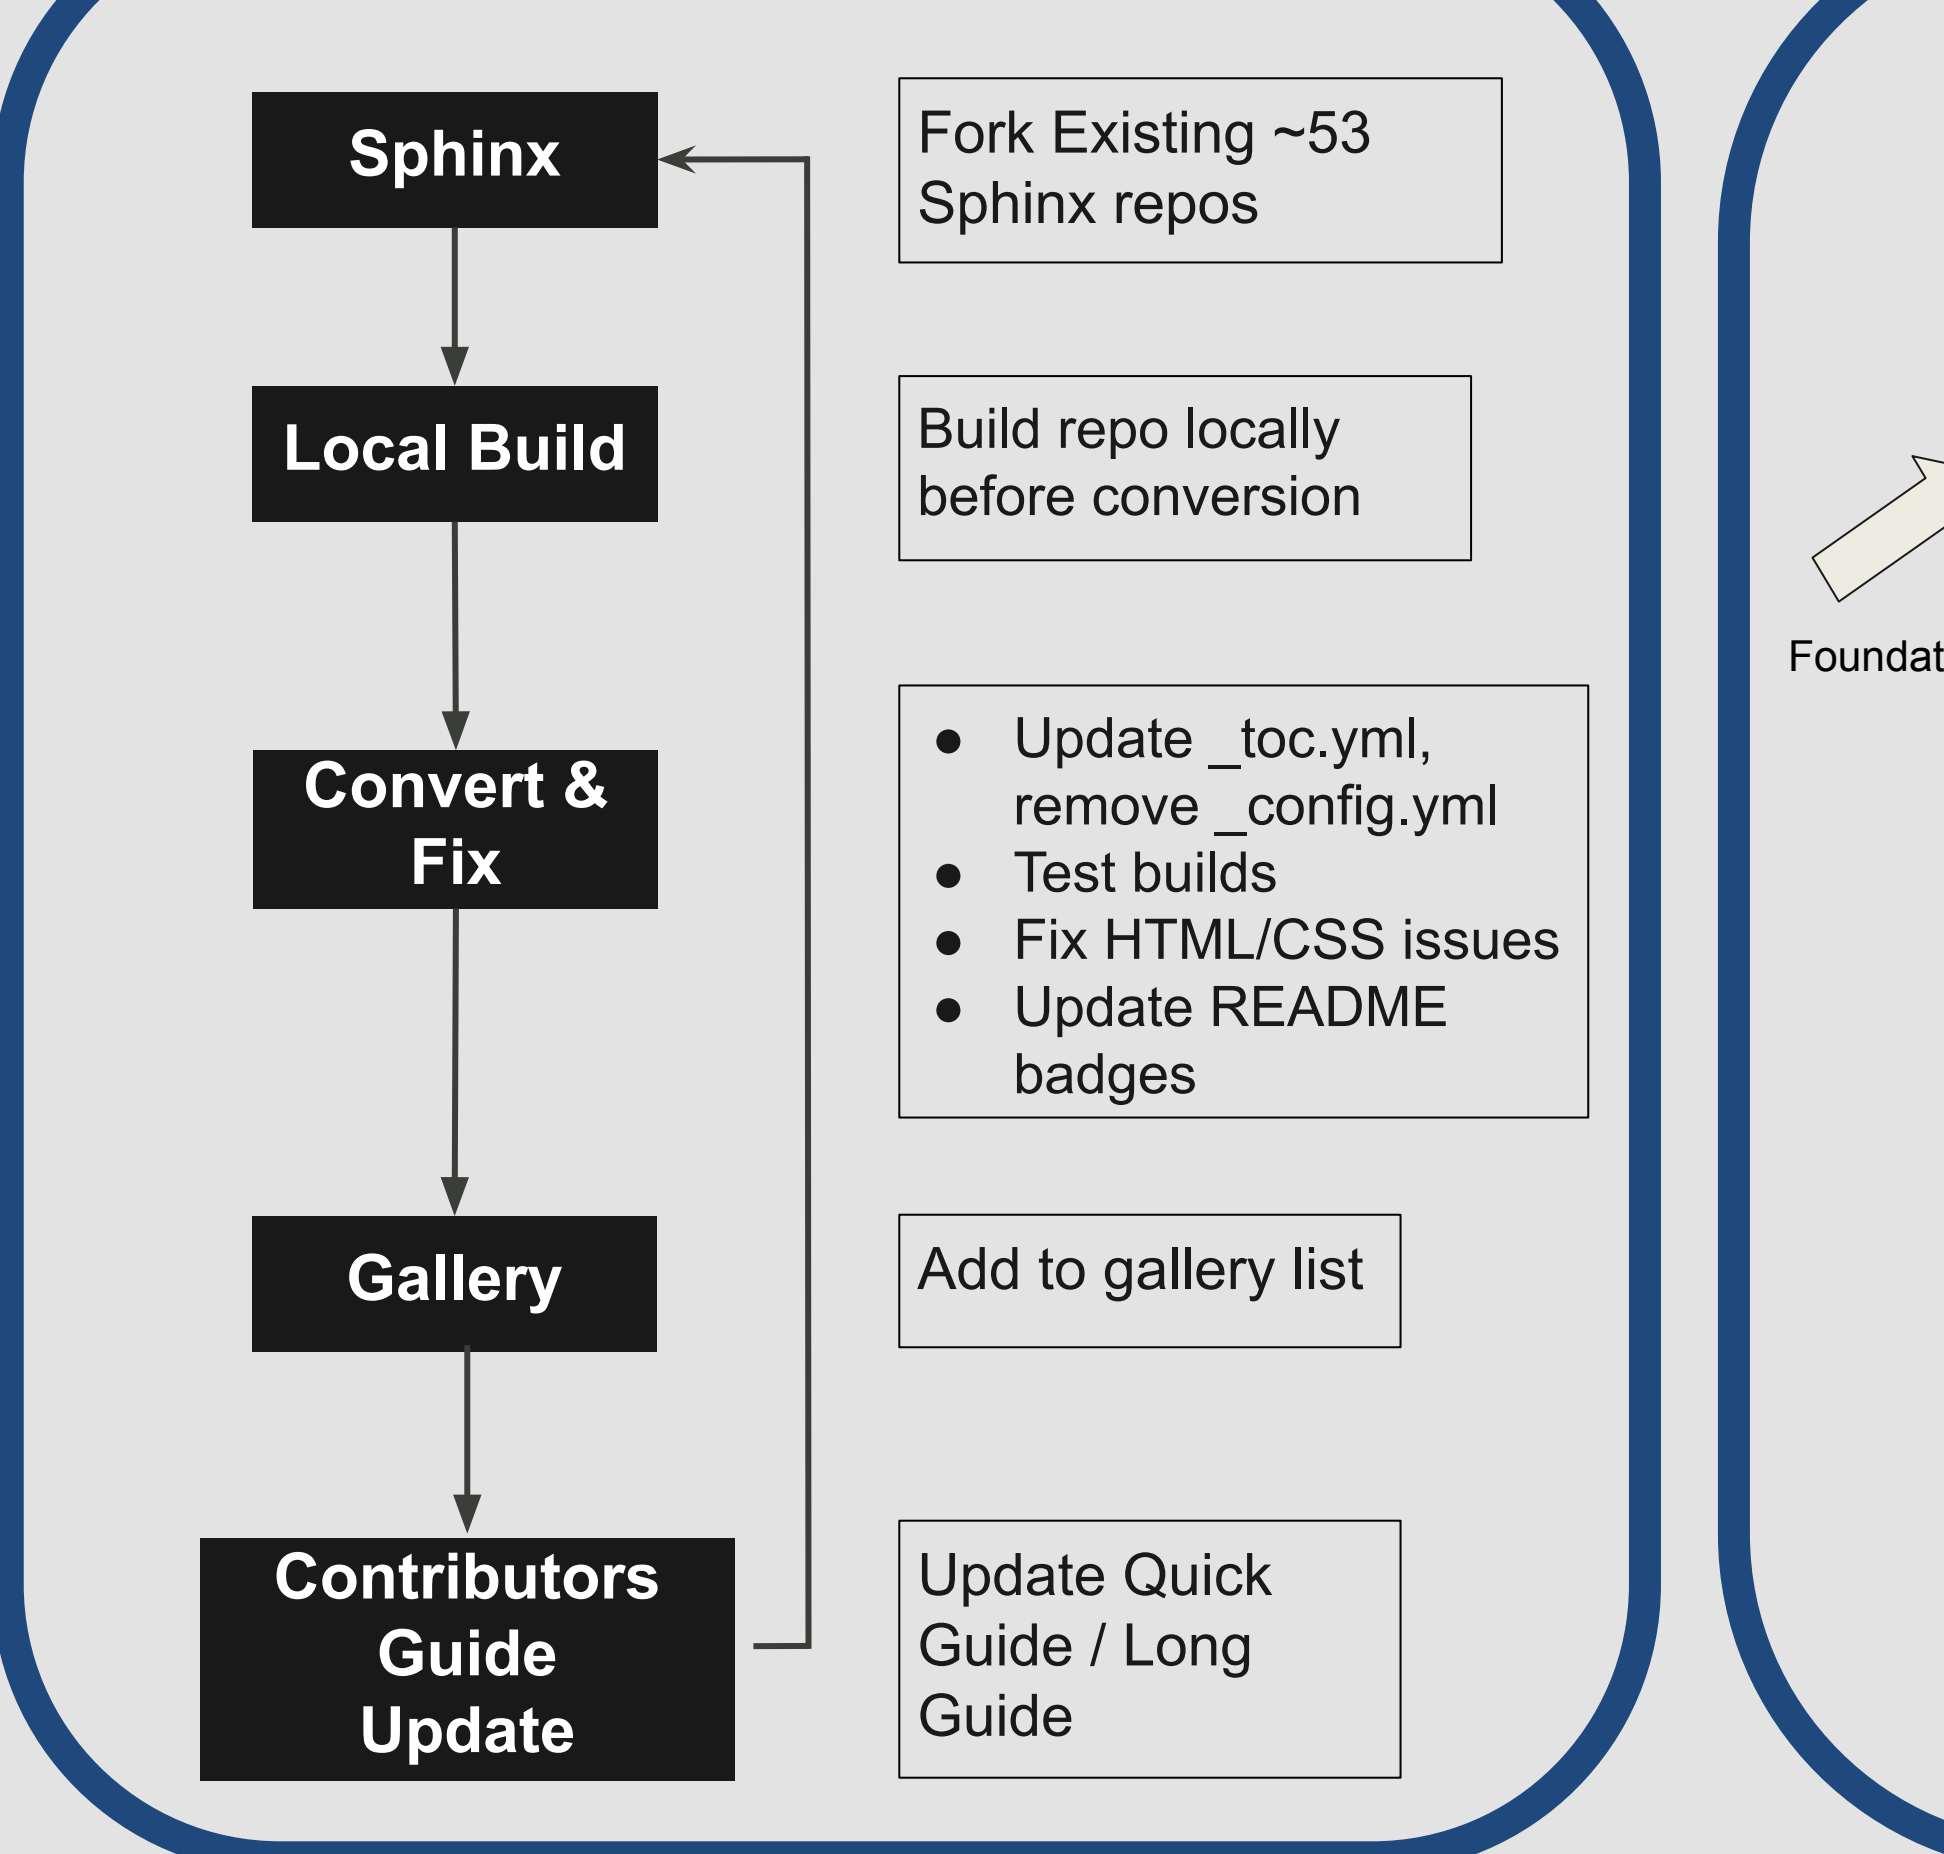 Sphinx
Fork Existing ~53
Sphinx repos
Local Build
Build repo locally
before conversion
Convert &
Fix
● Update _toc.yml,
remove _config.yml
● Test builds
● Fix HTML/CSS issues
● Update README
badges
Gallery
Add to gallery list
Contributors
Guide
Update
Update Quick
Guide / Long
Guide
Foundat